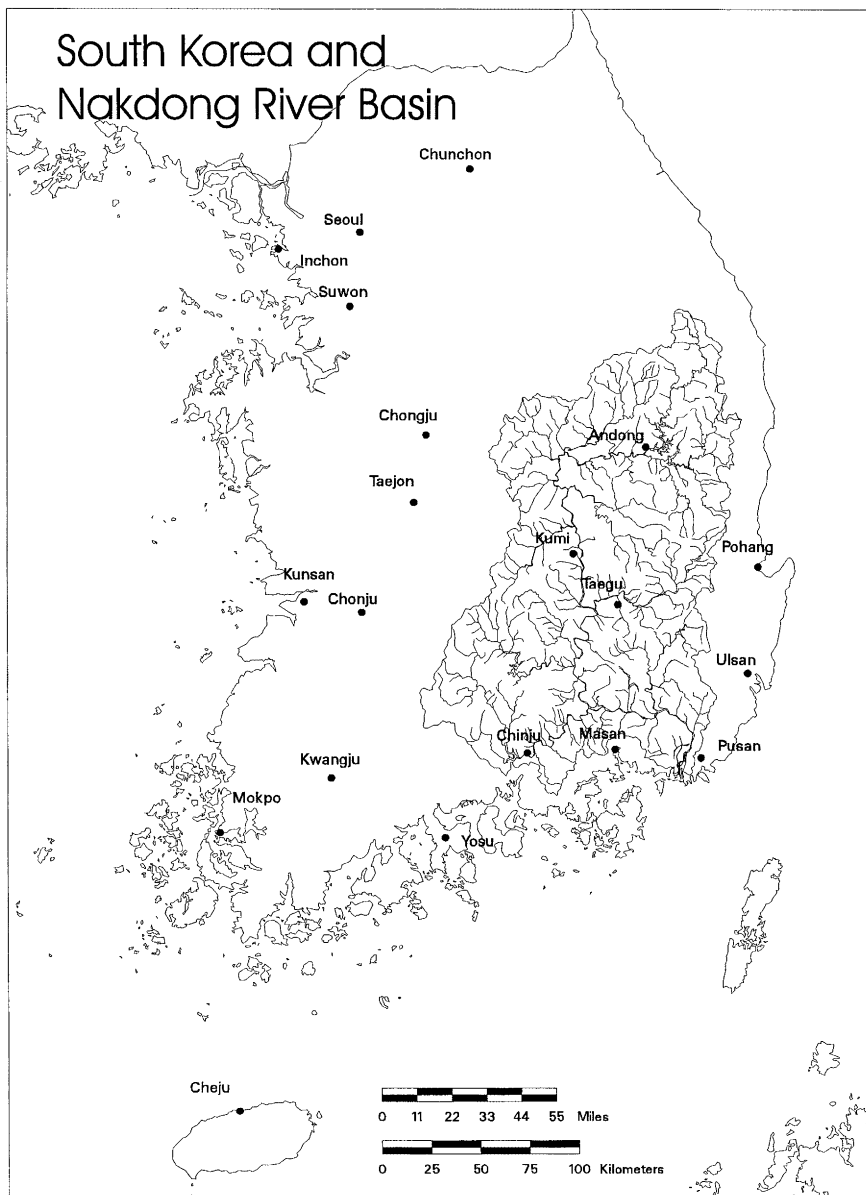 South Korea and
Nakdong River Basin
Chunchon
Seoul
Inchon
Suwon
Chongju
Andong
Taejon
Kumi
Pohang
Kunsan
Taegu
Chonju
Ulsan
Chinju
Masan
Pusan
Kwangju
Mokpo
Yosu
Cheju
0 11 22 33 44 55 Miles
0 25 50 75 100 Kilometers